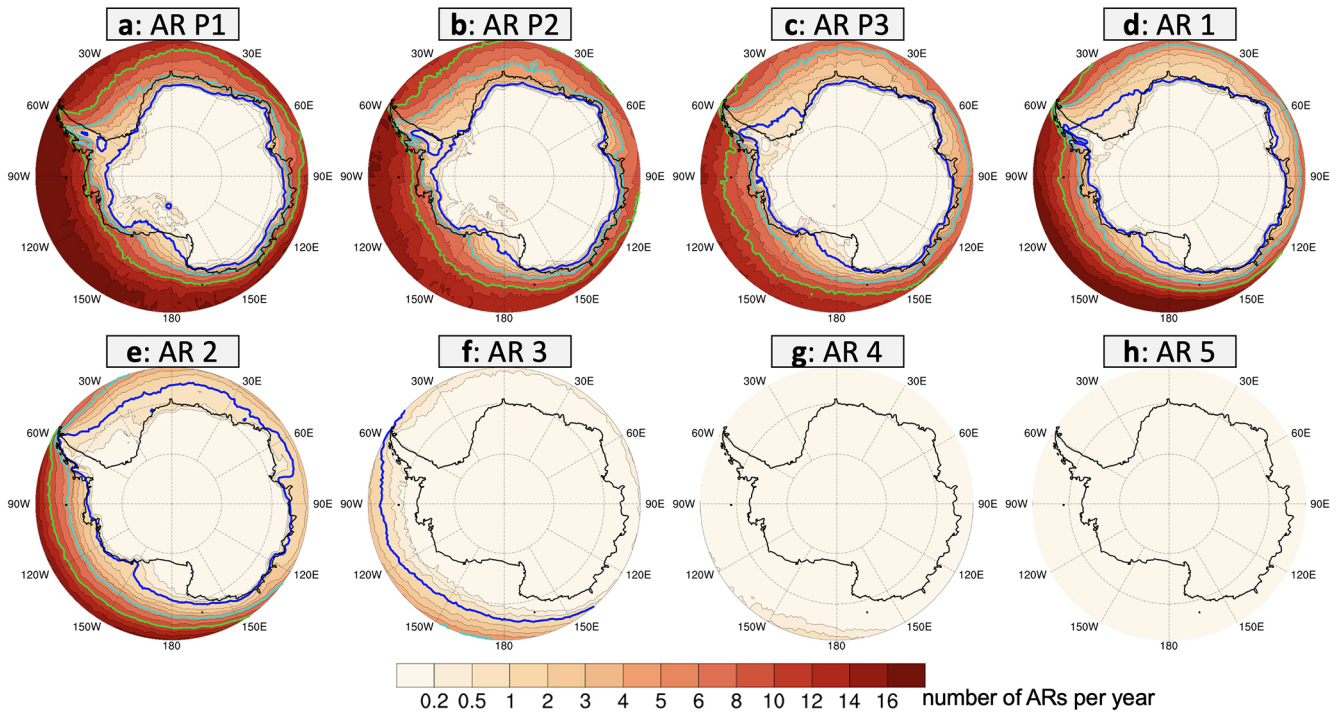 a: AR P1
b: AR P2
c: AR P3
d: AR 1
30W 30E 30W 30E 30W 30E 30W 30E
60W 60E 60W 60E 60W 60E 60W 60E
90W 90E 90W 90E 90W 90E 90W 90E
120W 120E 120W 120E 120W 120E 120W 120E
150W 150E 150W 150E 150W 150E 150W 150E
180 180 180 180
e: AR 2
f: AR 3
g: AR 4
h: AR 5
30W 30E 30W 30E 30W 30E 30W 30E
60W 60E 60W 60E 60W 60E 60W 60E
90W 90E 90W 90E 90W 90E 90W 90E
120W 120E 120W 120E 120W 120E 120W 120E
150W 150E 150W 150E 150W 150E 150W 150E
180 180 180 180
0.2 0.5 1 2 3 4 5 6 8 10 12 14 16 number of ARs per year